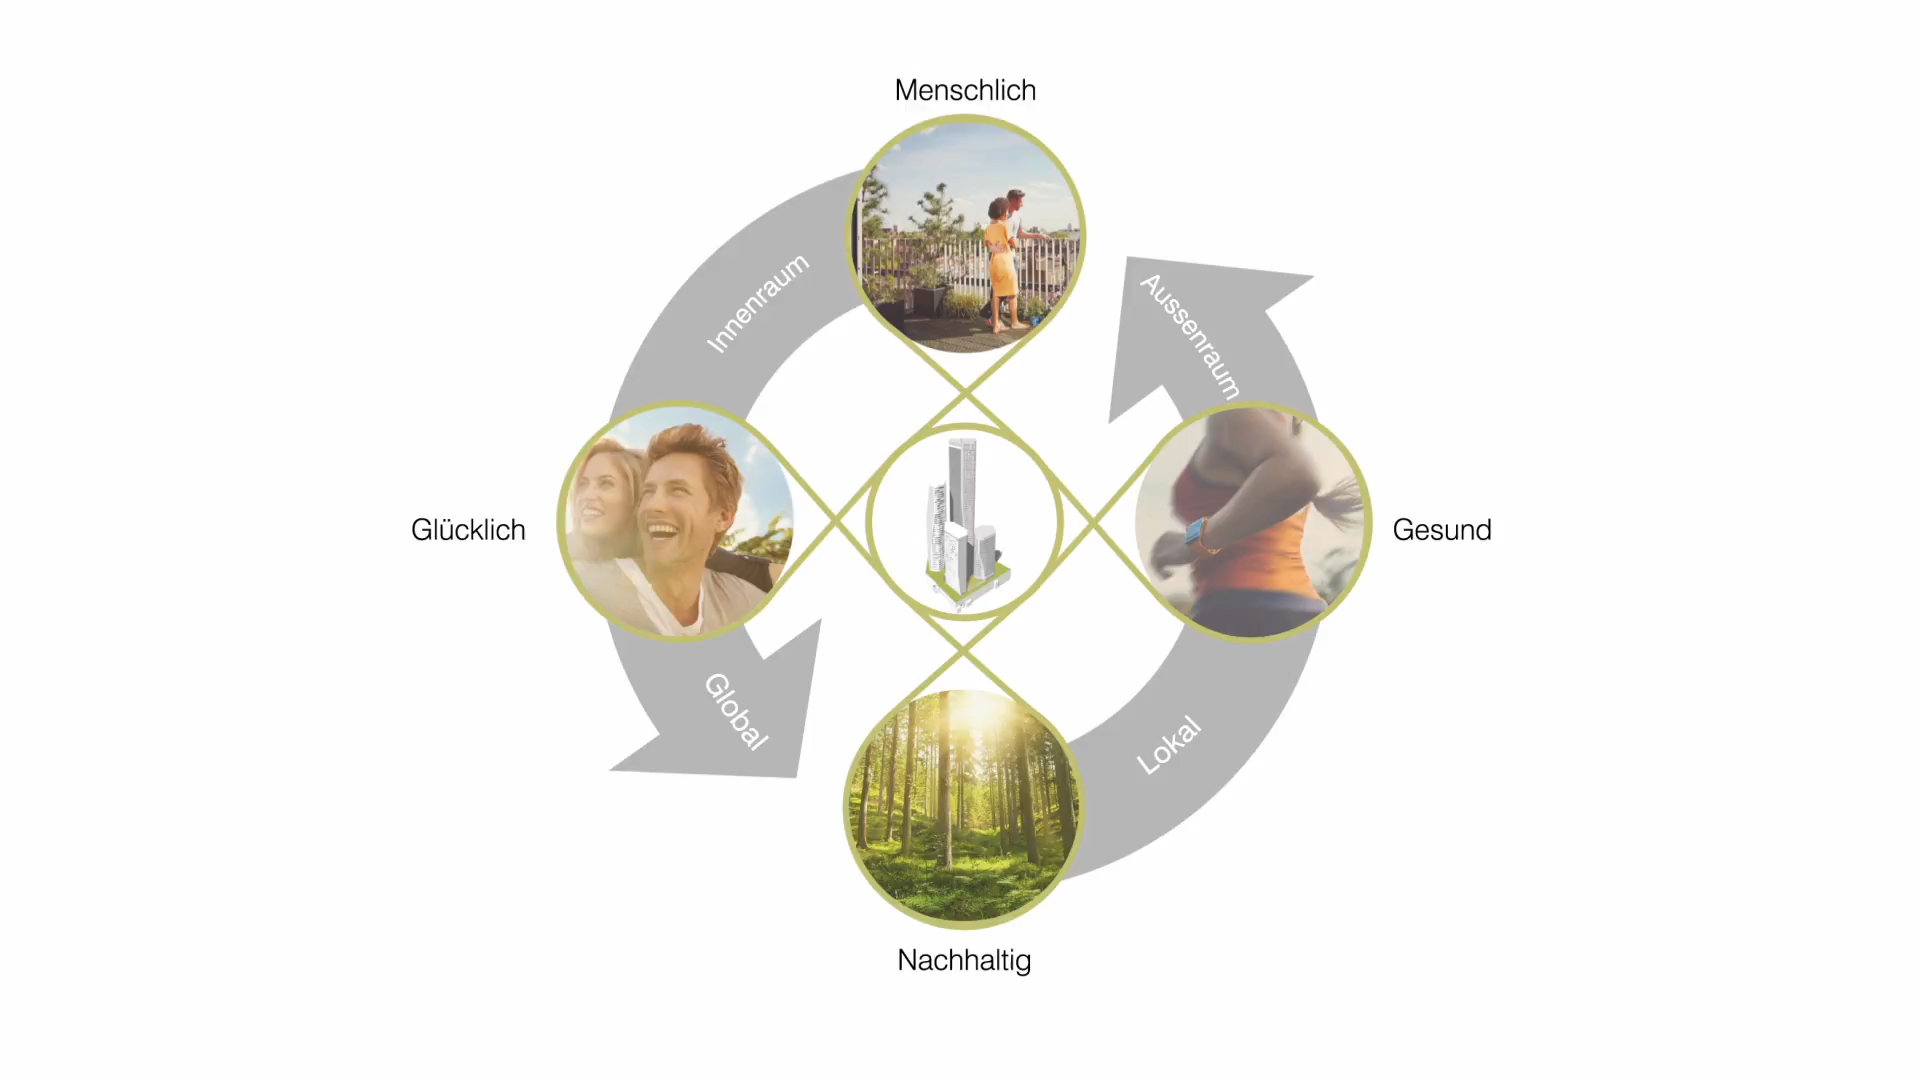 Menschlich
Innenraum
Aussenraum
Glücklich
Gesund
Global
Lokal
Nachhaltig